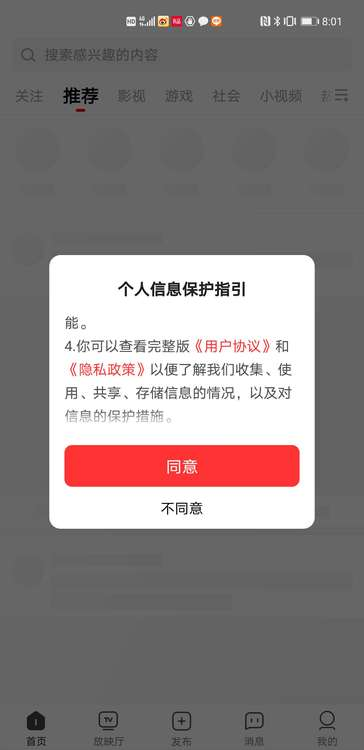 HD 4G 8:01
搜索感兴趣的内容
关注 推荐 影视 游戏 社会 小视频
个人信息保护指引
能。
4.你可以查看完整版《用户协议》和
《隐私政策》以便了解我们收集、使
用、共享、存储信息的情况，以及对
信息的保护措施。
同意
不同意
TV
首页 放映厅 发布 消息 我的